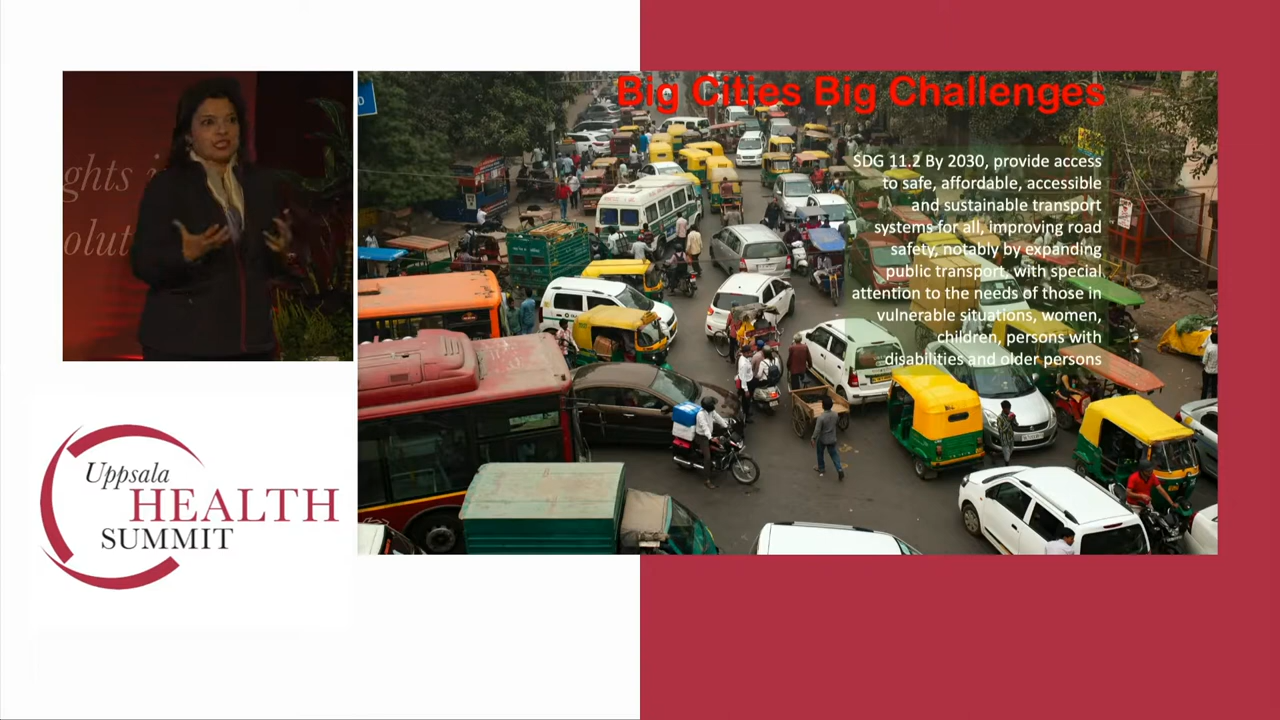 Big Cities Big Challenges
SDG 11.2 By 2030, provide access
to safe, affordable, accessible
and sustainable transport
systems for all, improving road
safety, notably by expanding
public transport, with special
attention to the needs of those in
vulnerable situations, women,
children, persons with
disabilities and older persons
ghts i
olut
Uppsala
HEALTH
SUMMIT